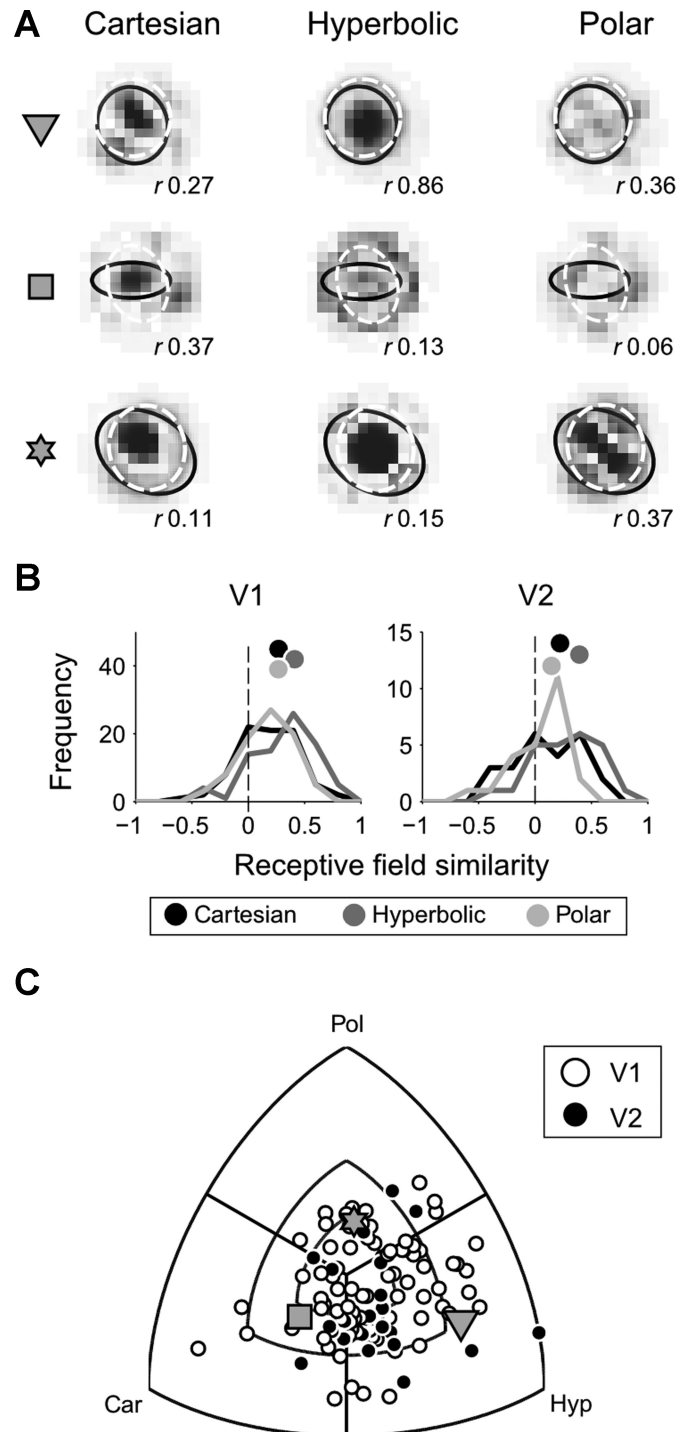 A
Cartesian Hyperbolic Polar
r 0.27 r 0.86 r 0.36
r 0.37 r 0.13 r 0.06
r 0.11 r 0.15 r 0.37
B
V1 V2
Frequency
40
20
0
15
10
5
0
−1 −0.5 0 0.5 1
−1 −0.5 0 0.5 1
Receptive field similarity
Cartesian Hyperbolic Polar
C
Pol
V1
V2
Car Hyp